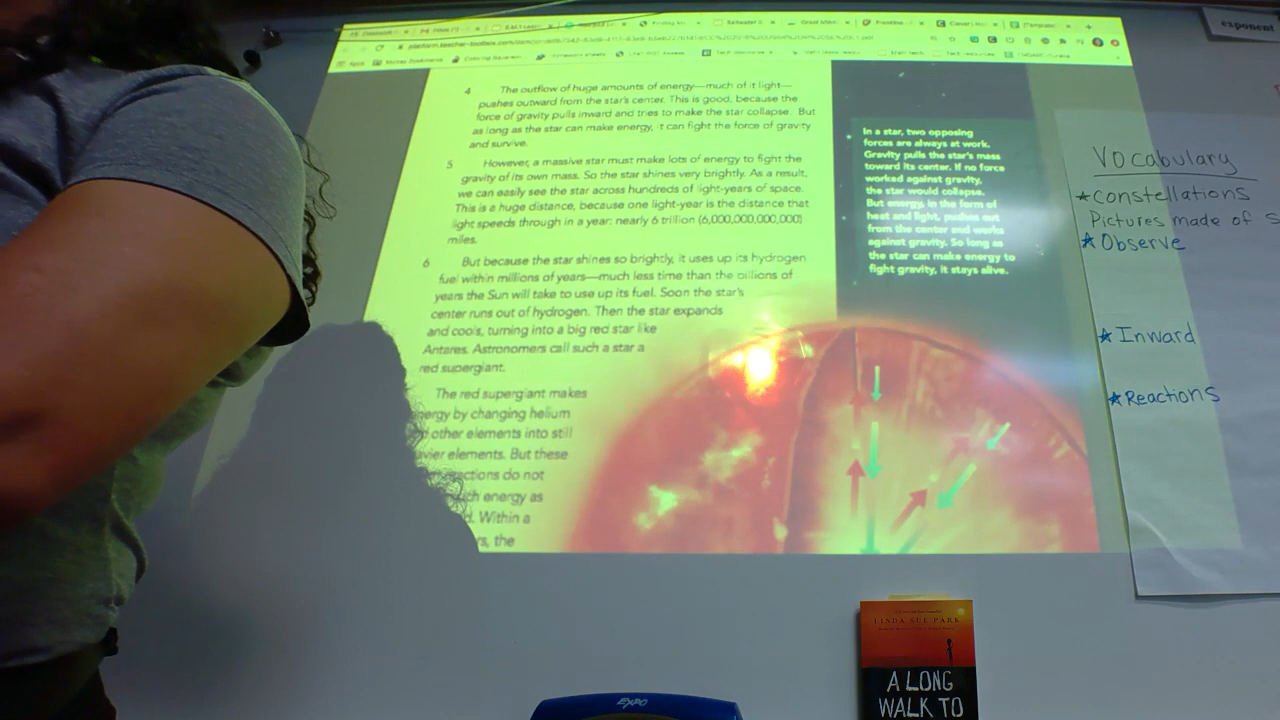 platform.teacher-toolbox.com
Apps
Movies Bookmarks
4 The outflow of huge amounts of energy—much of it light—
pushes outward from the star's center. This is good, because the
force of gravity pulls inward and tries to make the star collapse. But
as long as the star can make energy, it can fight the force of gravity
and survive.
5 However, a massive star must make lots of energy to fight the
gravity of its own mass. So the star shines very brightly. As a result,
we can easily see the star across hundreds of light-years of space.
This is a huge distance, because one light-year is the distance that
light speeds through in a year: nearly 6 trillion (6,000,000,000,000)
miles.
6 But because the star shines so brightly, it uses up its hydrogen
fuel within millions of years—much less time than the billions of
years the Sun will take to use up its fuel. Soon the star's
center runs out of hydrogen. Then the star expands
and cools, turning into a big red star like
Antares. Astronomers call such a star a
red supergiant.
The red supergiant makes
energy by changing helium
other elements into still
elements. But these
do not
energy as
Within a
the
In a star, two opposing
forces are always at work.
Gravity pulls the star's mass
toward its center. If no force
worked against gravity,
the star would collapse.
But energy, in the form of
heat and light, pushes out
from the center and works
against gravity. So long as
the star can make energy to
fight gravity, it stays alive.
exponent
Vocabulary
★Constellations
Pictures made of
★Observe
★Inward
★Reactions
LINDA SUE PARK
A LONG
WALK TO
EXPO